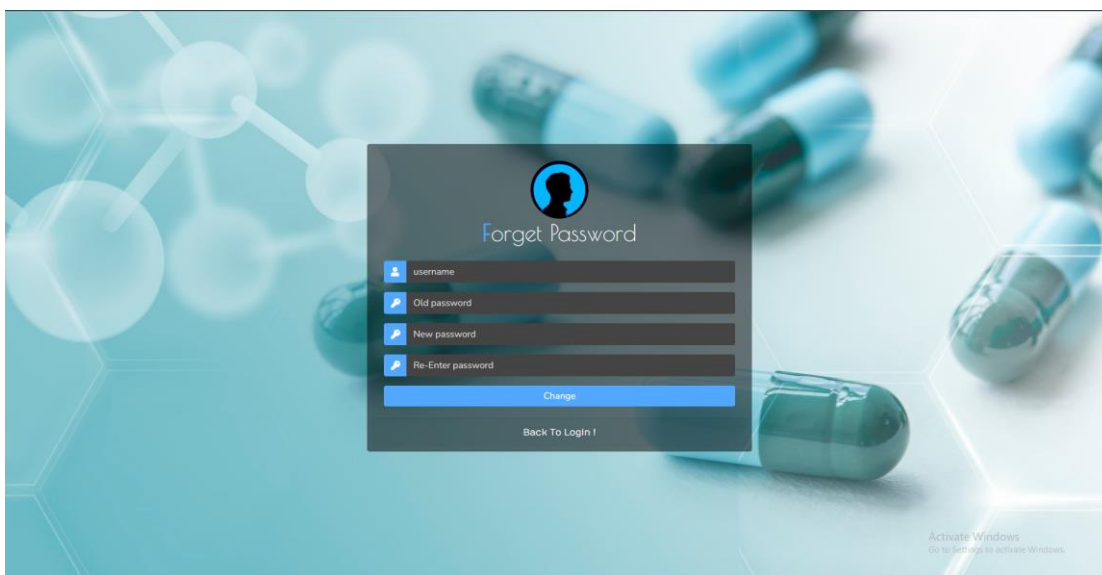 Forget Password
username
Old password
New password
Re-Enter password
Change
Back To Login !
Activate Windows
Go to Settings to activate Windows.